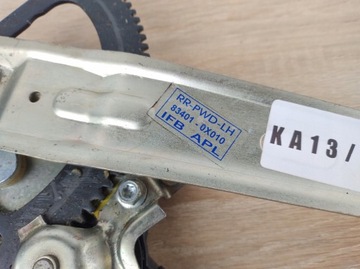 RR-PWD-LH
83401-0X010
IFB APL
KA13/